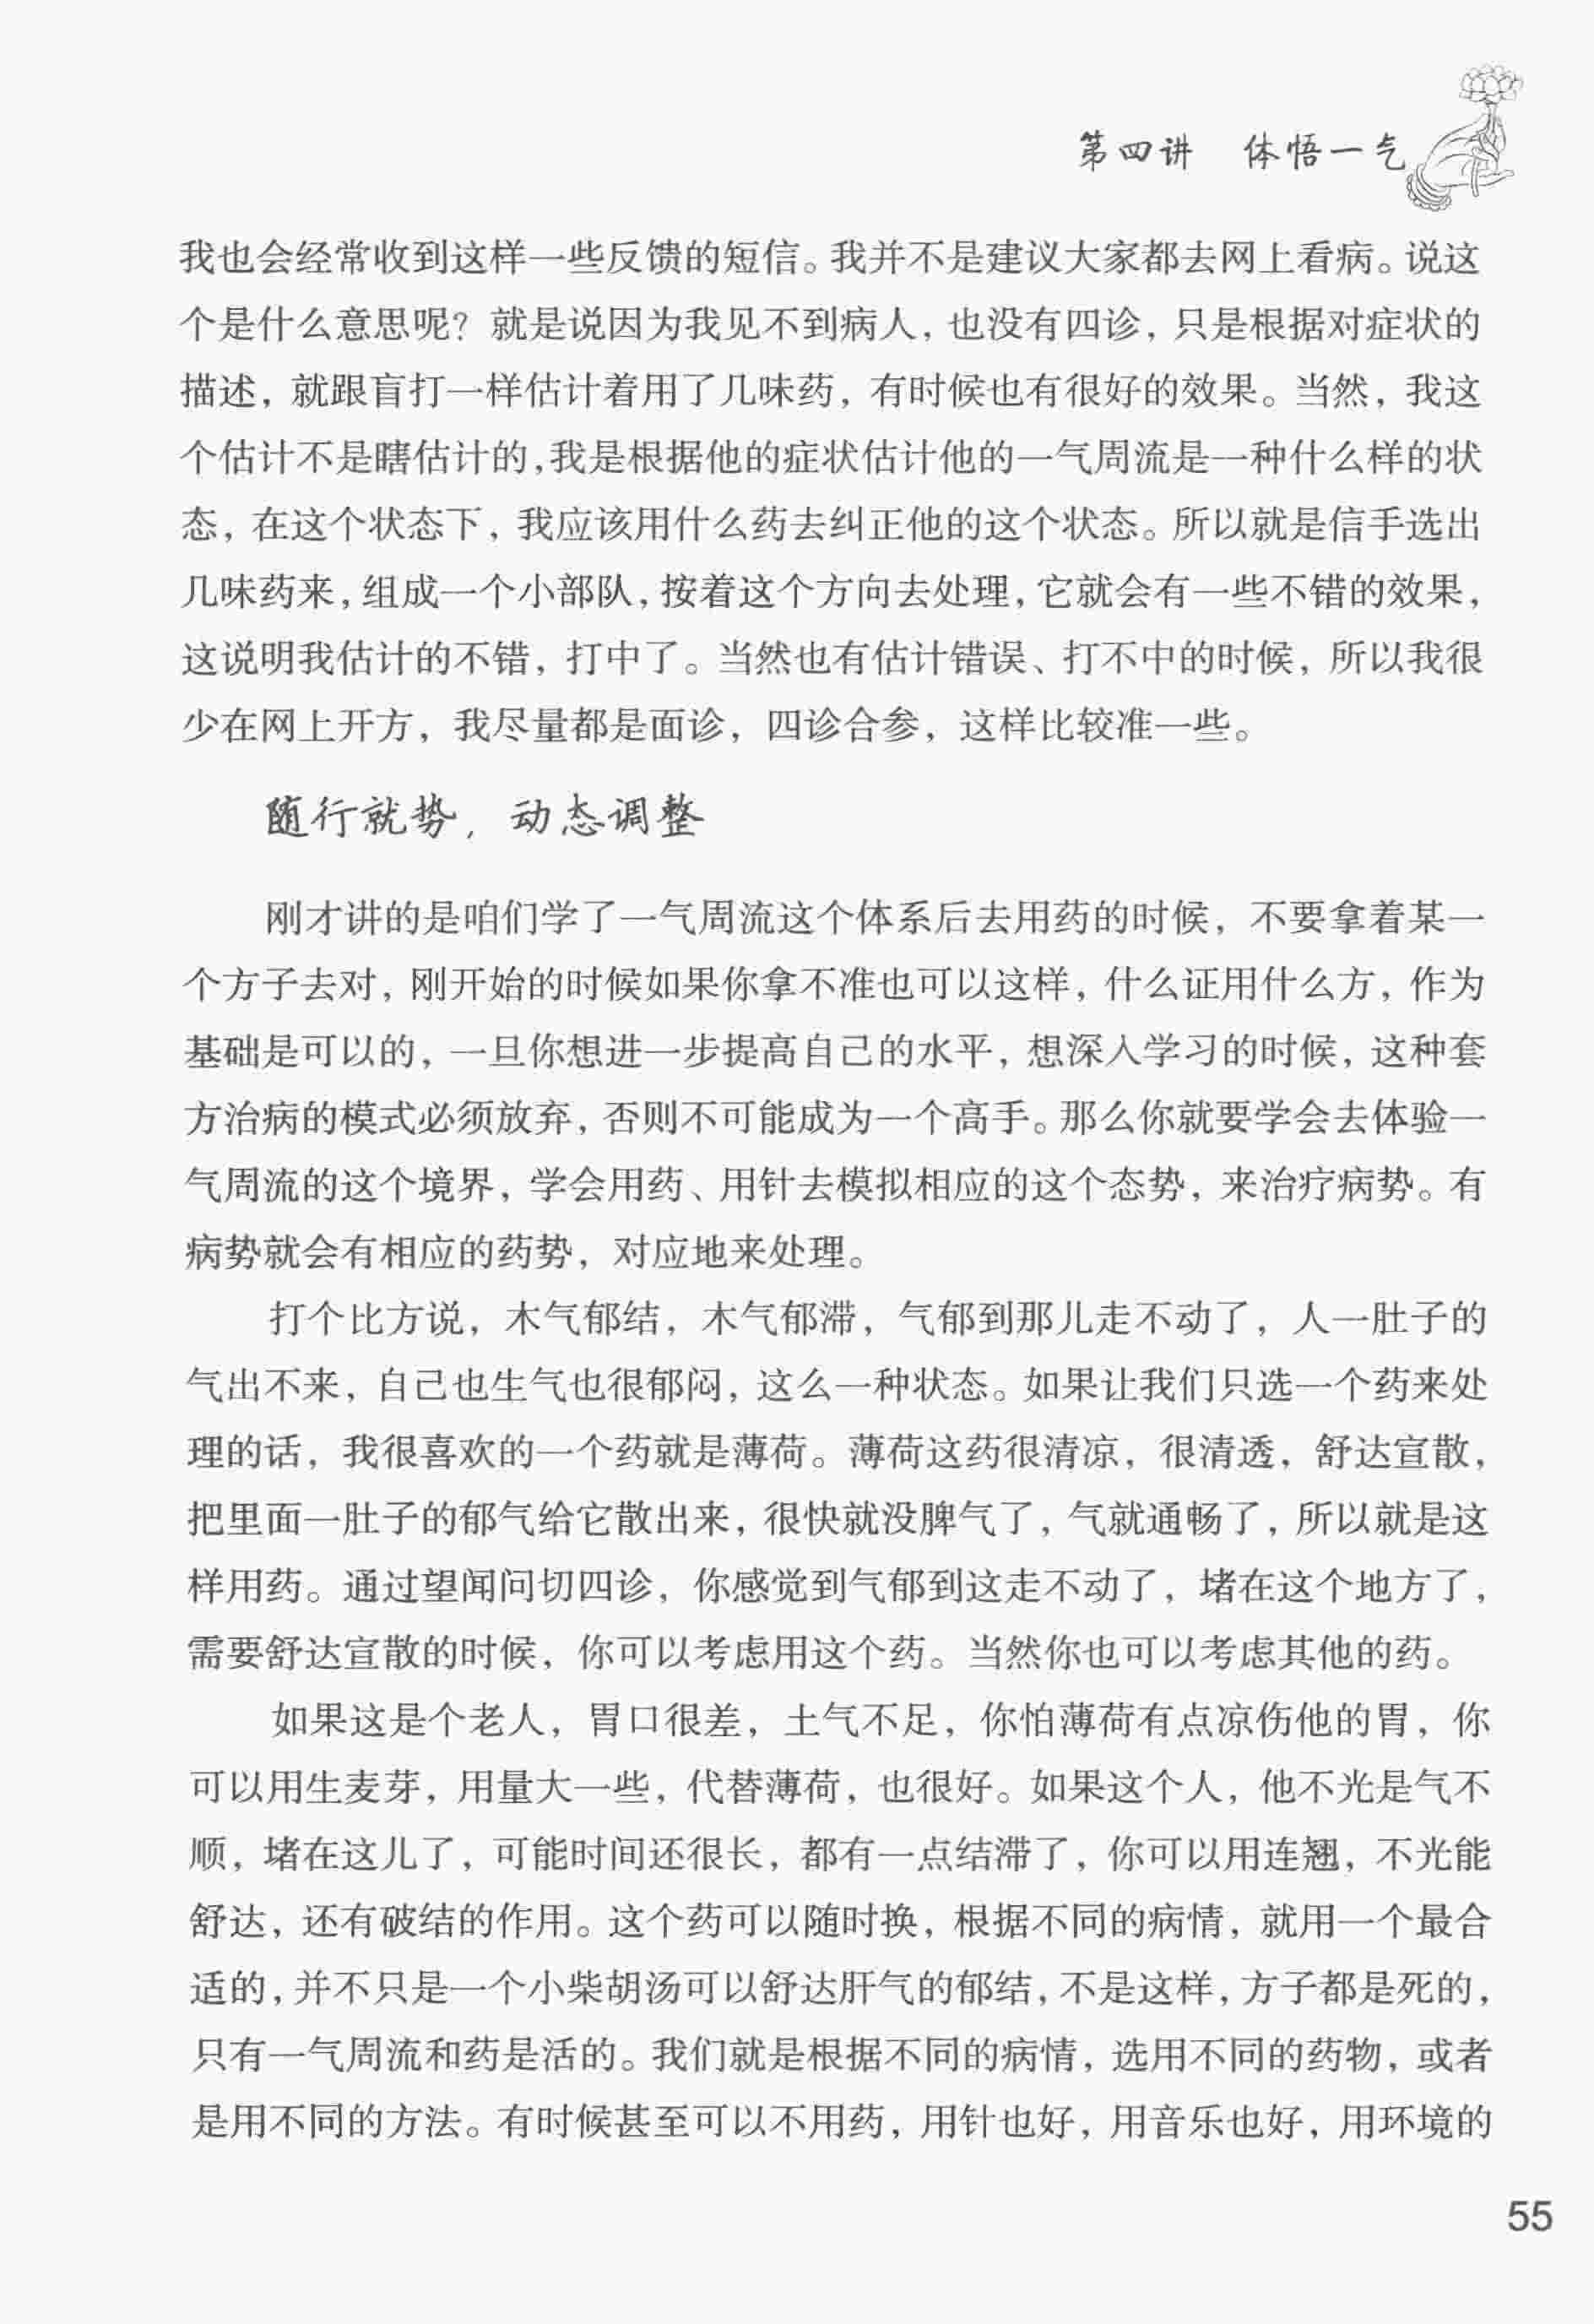 第四讲 体悟一气
我也会经常收到这样一些反馈的短信。我并不是建议大家都去网上看病。说这
个是什么意思呢？就是说因为我见不到病人，也没有四诊，只是根据对症状的
描述，就跟盲打一样估计着用了几味药，有时候也有很好的效果。当然，我这
个估计不是瞎估计的，我是根据他的症状估计他的一气周流是一种什么样的状
态，在这个状态下，我应该用什么药去纠正他的这个状态。所以就是信手选出
几味药来，组成一个小部队，按着这个方向去处理，它就会有一些不错的效果，
这说明我估计的不错，打中了。当然也有估计错误、打不中的时候，所以我很
少在网上开方，我尽量都是面诊，四诊合参，这样比较准一些。
随行就势，动态调整
刚才讲的是咱们学了一气周流这个体系后去用药的时候，不要拿着某一
个方子去对，刚开始的时候如果你拿不准也可以这样，什么证用什么方，作为
基础是可以的，一旦你想进一步提高自己的水平，想深入学习的时候，这种套
方治病的模式必须放弃，否则不可能成为一个高手。那么你就要学会去体验一
气周流的这个境界，学会用药、用针去模拟相应的这个态势，来治疗病势。有
病势就会有相应的药势，对应地来处理。
打个比方说，木气郁结，木气郁滞，气郁到那儿走不动了，人一肚子的
气出不来，自己也生气也很郁闷，这么一种状态。如果让我们只选一个药来处
理的话，我很喜欢的一个药就是薄荷。薄荷这药很清凉，很清透，舒达宣散，
把里面一肚子的郁气给它散出来，很快就没脾气了，气就通畅了，所以就是这
样用药。通过望闻问切四诊，你感觉到气郁到这走不动了，堵在这个地方了，
需要舒达宣散的时候，你可以考虑用这个药。当然你也可以考虑其他的药。
如果这是个老人，胃口很差，土气不足，你怕薄荷有点凉伤他的胃，你
可以用生麦芽，用量大一些，代替薄荷，也很好。如果这个人，他不光是气不
顺，堵在这儿了，可能时间还很长，都有一点结滞了，你可以用连翘，不光能
舒达，还有破结的作用。这个药可以随时换，根据不同的病情，就用一个最合
适的，并不只是一个小柴胡汤可以舒达肝气的郁结，不是这样，方子都是死的，
只有一气周流和药是活的。我们就是根据不同的病情，选用不同的药物，或者
是用不同的方法。有时候甚至可以不用药，用针也好，用音乐也好，用环境的
55